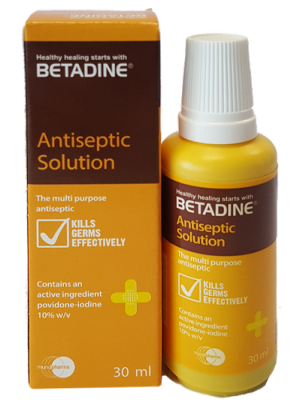 Healthy healing starts with
BETADINE®
Antiseptic
Solution
The multi purpose
antiseptic
KILLS
GERMS
EFFECTIVELY
Contains an
active ingredient
povidone-iodine
10% w/v
mundipharma
30 ml
Healthy healing starts with
BETADINE®
Antiseptic
Solution
The multi purpose
antiseptic
KILLS
GERMS
EFFECTIVELY
Contains an
active ingredient
povidone-iodine
10% w/v
30 ml